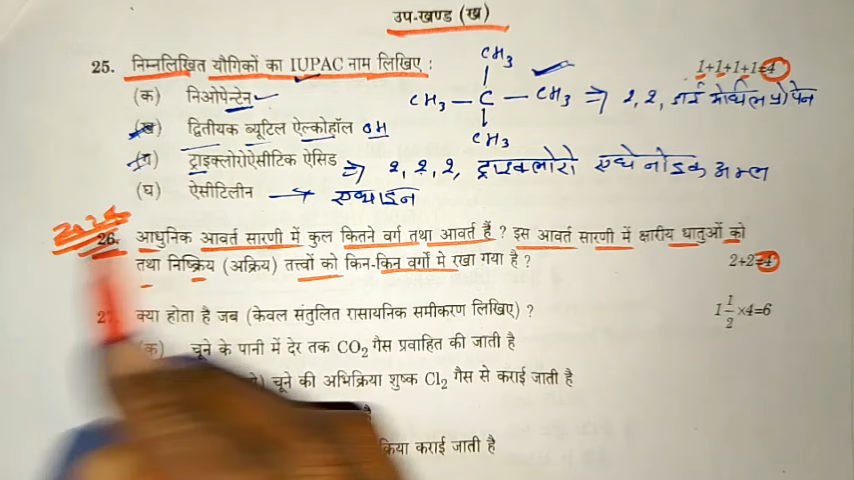 उप-खण्ड (ख)
25. निम्नलिखित यौगिकों का IUPAC नाम लिखिए : 1+1+1+1=4
CH3
(क) निओपेन्टेन CH3 — C — CH3 ⇒ 2, 2, डाई मेथिल प्रोपेन
CH3
(ख) द्वितीयक ब्यूटिल ऐल्कोहॉल OH
(ग) ट्राइक्लोरोऐसीटिक ऐसिड ⇒ 2, 2, 2, ट्राइक्लोरो एथेनोइक अम्ल
(घ) ऐसीटिलीन → एथाइन
26. आधुनिक आवर्त सारणी में कुल कितने वर्ग तथा आवर्त हैं ? इस आवर्त सारणी में क्षारीय धातुओं को
तथा निष्क्रिय (अक्रिय) तत्त्वों को किन-किन वर्गों में रखा गया है ? 2+2=4
क्या होता है जब (केवल संतुलित रासायनिक समीकरण लिखिए) ? 1 1/2 ×4=6
(क) चूने के पानी में देर तक CO2 गैस प्रवाहित की जाती है
चूने की अभिक्रिया शुष्क Cl2 गैस से कराई जाती है
है
कराई जाती है